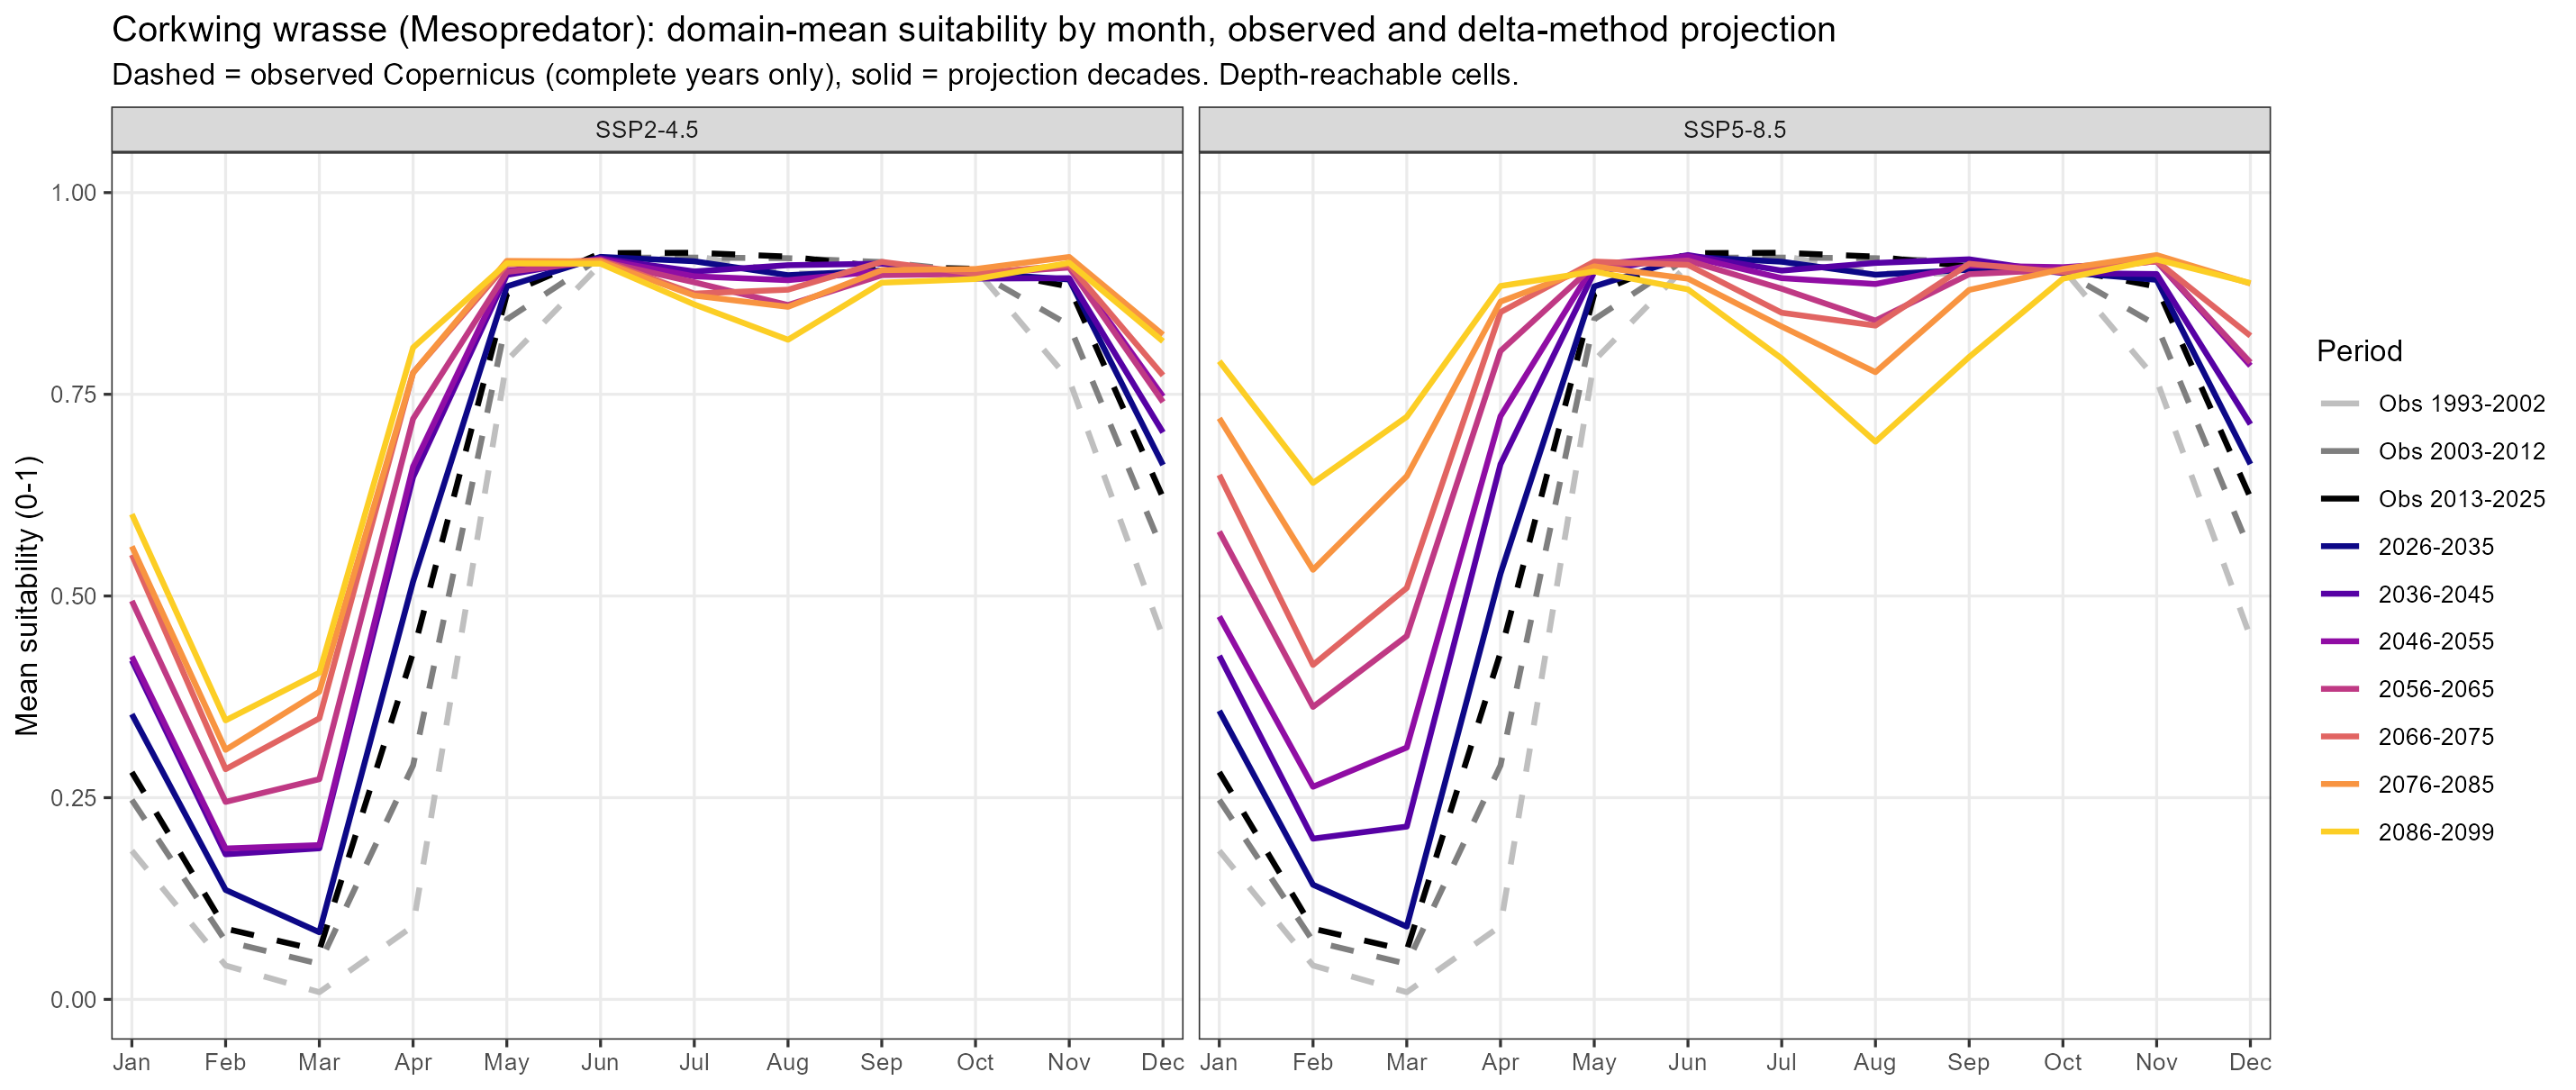 Corkwing wrasse (Mesopredator): domain-mean suitability by month, observed and delta-method projection
Dashed = observed Copernicus (complete years only), solid = projection decades. Depth-reachable cells.
SSP2-4.5
SSP5-8.5
Mean suitability (0-1)
1.00
0.75
0.50
0.25
0.00
Jan Feb Mar Apr May Jun Jul Aug Sep Oct Nov Dec
Jan Feb Mar Apr May Jun Jul Aug Sep Oct Nov Dec
Period
Obs 1993-2002
Obs 2003-2012
Obs 2013-2025
2026-2035
2036-2045
2046-2055
2056-2065
2066-2075
2076-2085
2086-2099